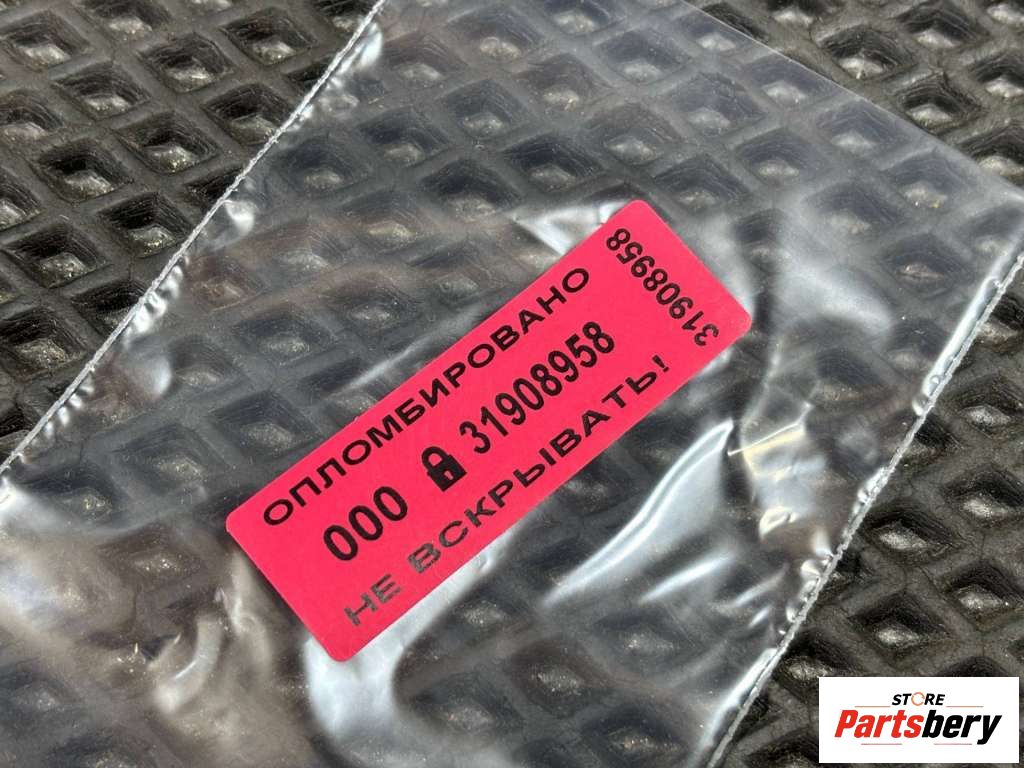 ОПЛОМБИРОВАНО
000 31908958
НЕ ВСКРЫВАТЬ!
31908958
STORE
Partsbery